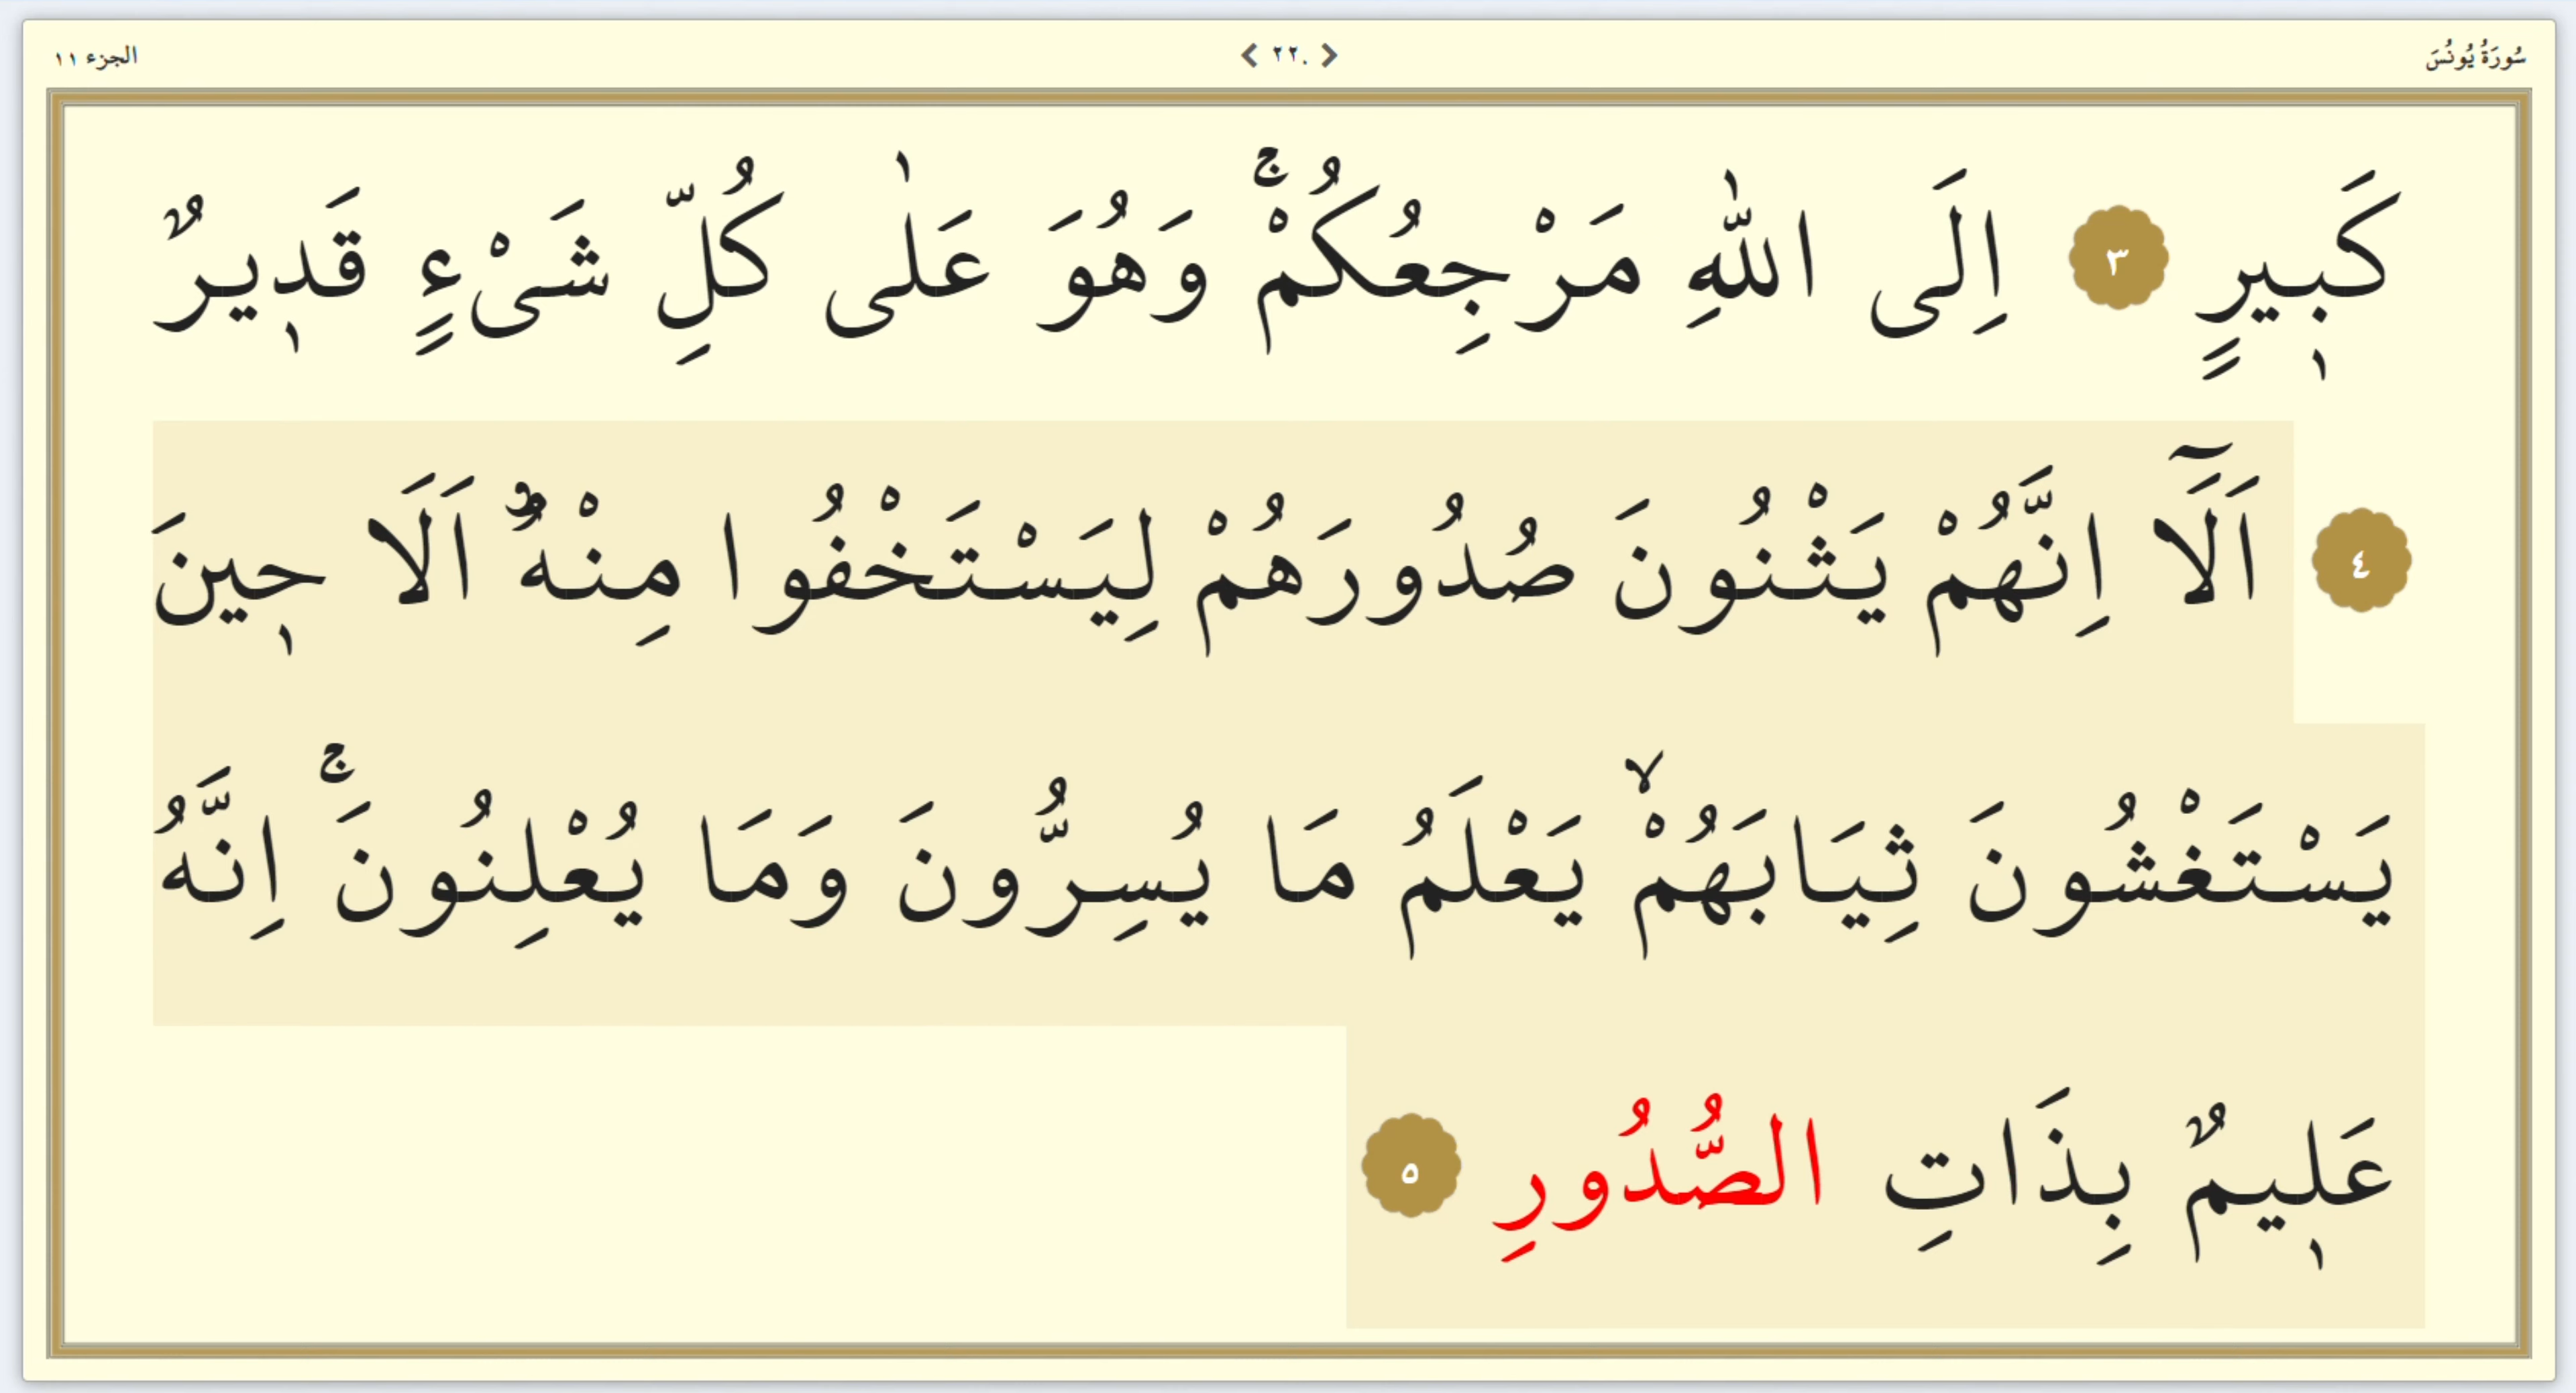 سُورَةُ يُونُسَ
٢٢٠
الجزء ١١
كَب۪يرٍ ٣ اِلَى اللّٰهِ مَرْجِعُكُمْۚ وَهُوَ عَلٰى كُلِّ شَىْءٍ قَد۪يرٌ
٤ اَلَٓا اِنَّهُمْ يَثْنُونَ صُدُورَهُمْ لِيَسْتَخْفُوا مِنْهُۜ اَلَا ح۪ينَ
يَسْتَغْشُونَ ثِيَابَهُمْۙ يَعْلَمُ مَا يُسِرُّونَ وَمَا يُعْلِنُونَۚ اِنَّهُ
عَل۪يمٌ بِذَاتِ الصُّدُورِ ٥